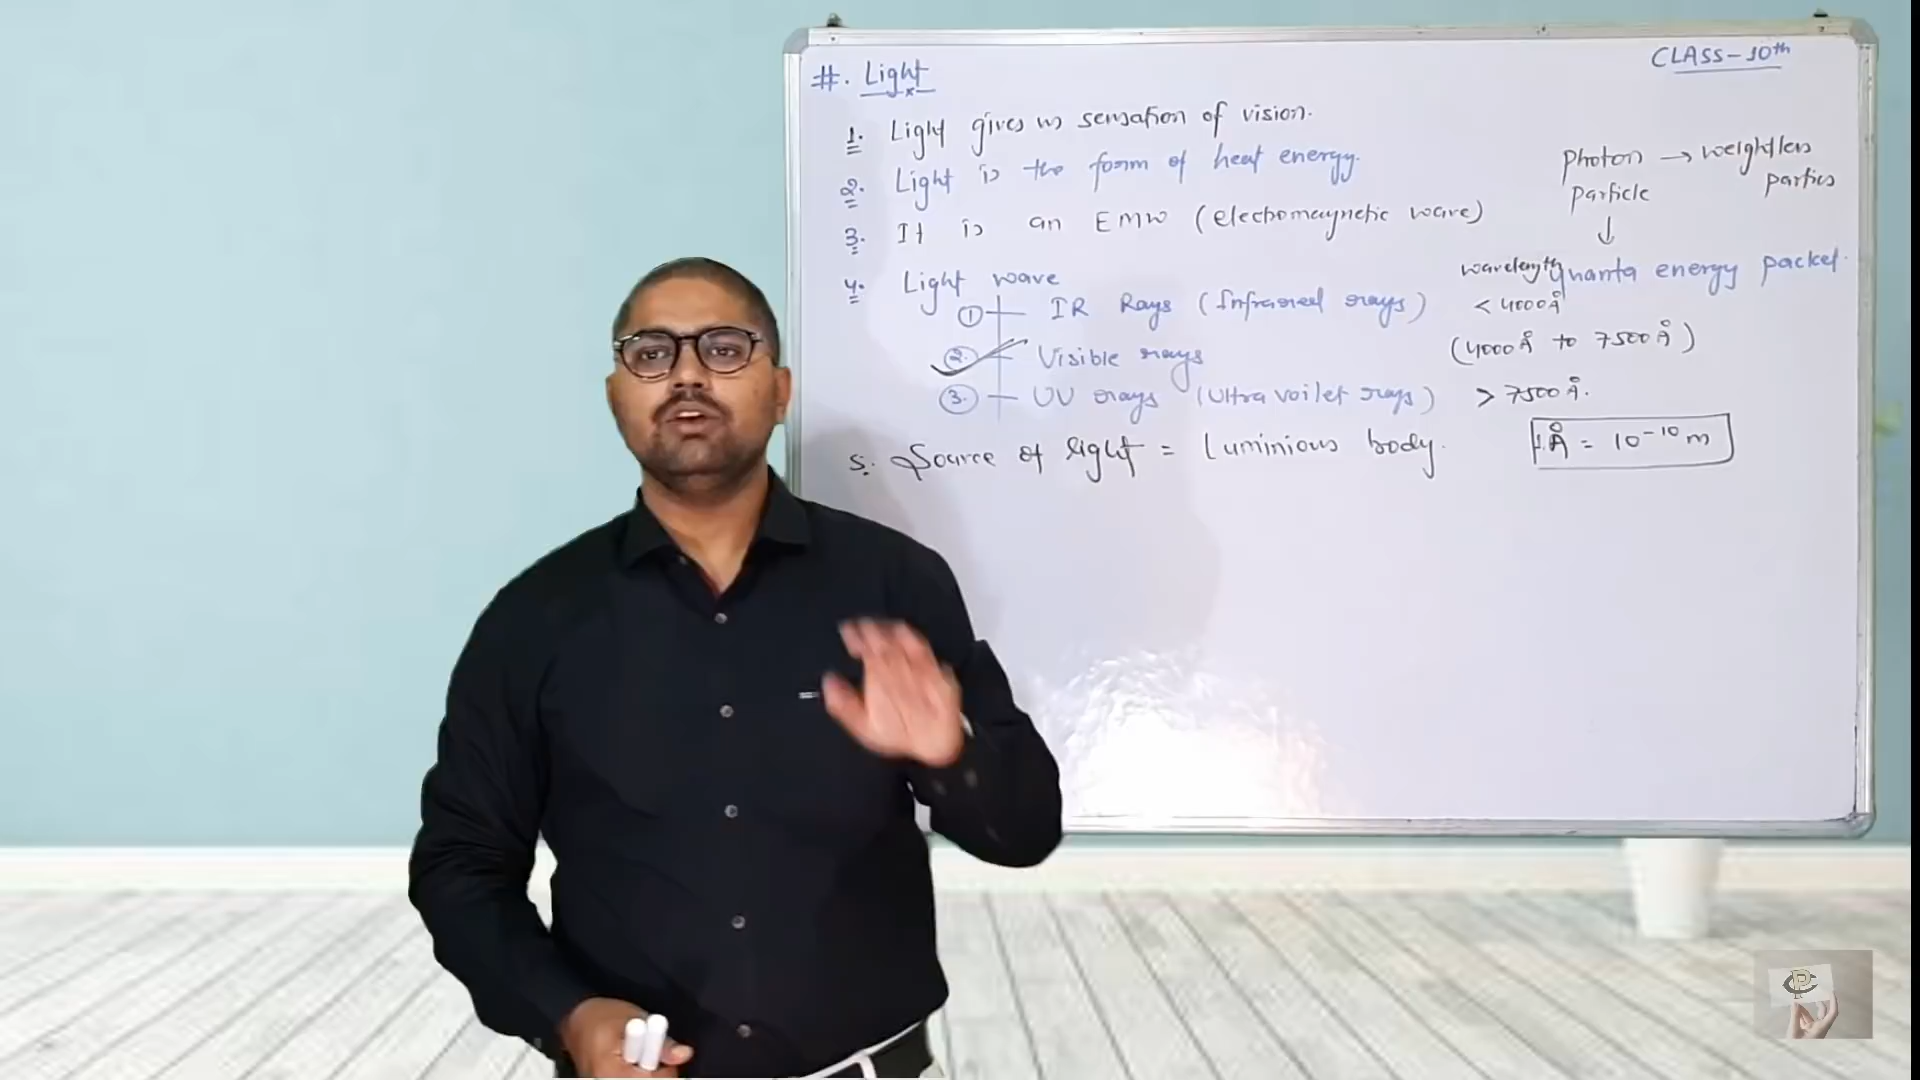 #. Light
CLASS-10th
1. Light gives us sensation of vision.
2. Light is the form of heat energy.
3. It is an EMW (electromagnetic wave)
photon → weightless
particle
partics
↓
quanta energy packet.
4. Light wave
wavelength
① IR Rays (Infrared rays) < 4000Å
②. Visible rays (4000Å to 7500Å)
③. UV rays (Ultra voilet rays) > 7500Å.
5. Source of light = Luminious body.
1Å = 10⁻¹⁰ m